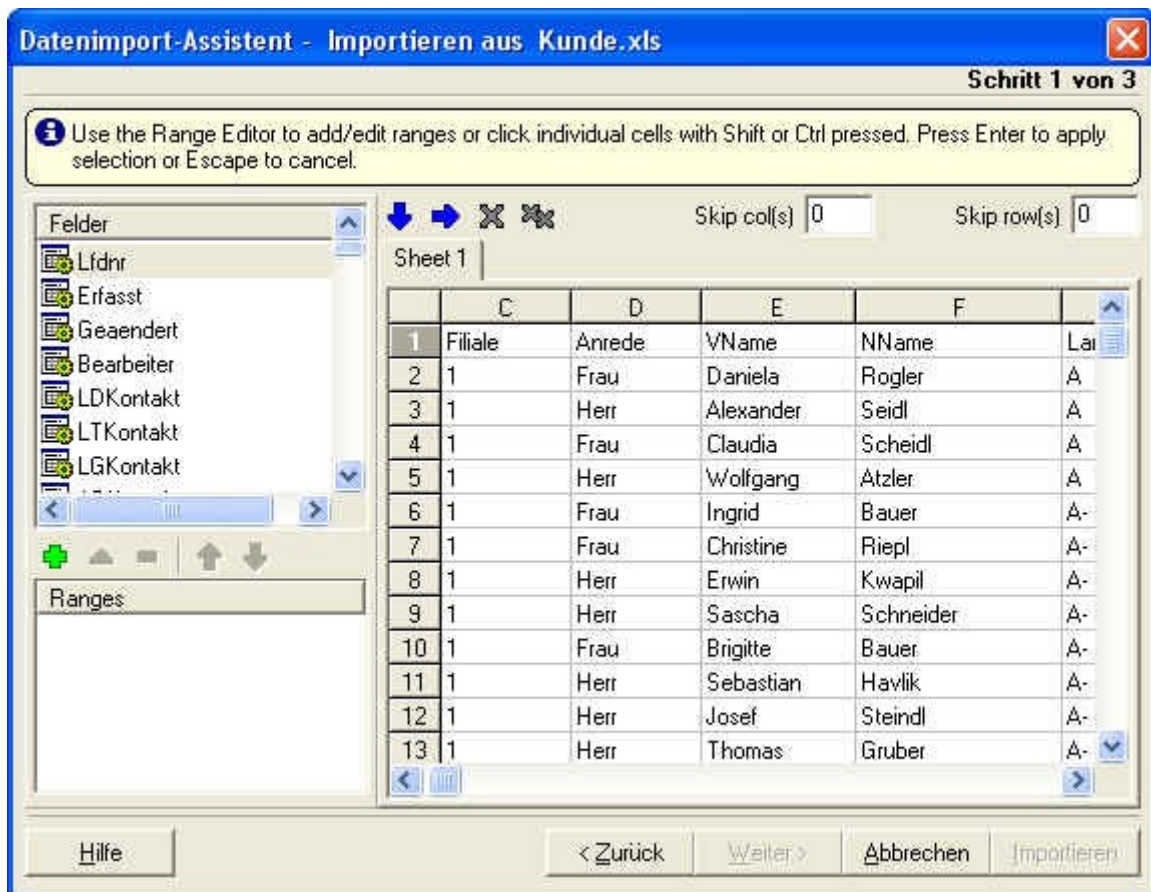 Datenimport-Assistent - Importieren aus Kunde.xls
Schritt 1 von 3
Use the Range Editor to add/edit ranges or click individual cells with Shift or Ctrl pressed. Press Enter to apply
selection or Escape to cancel.
Felder
Lfdnr
Erfasst
Geaendert
Bearbeiter
LDKontakt
LTKontakt
LGKontakt
Ranges
Skip col(s) 0 Skip row(s) 0
Sheet 1
C D E F
1 Filiale Anrede VName NName
2 1 Frau Daniela Rogler A
3 1 Herr Alexander Seidl A
4 1 Frau Claudia Scheidl A
5 1 Herr Wolfgang Atzler A
6 1 Frau Ingrid Bauer A-
7 1 Frau Christine Riepl A-
8 1 Herr Erwin Kwapil A-
9 1 Herr Sascha Schneider A-
10 1 Frau Brigitte Bauer A-
11 1 Herr Sebastian Havlik A-
12 1 Herr Josef Steindl A-
13 1 Herr Thomas Gruber A-
Hilfe < Zurück Weiter > Abbrechen Importieren